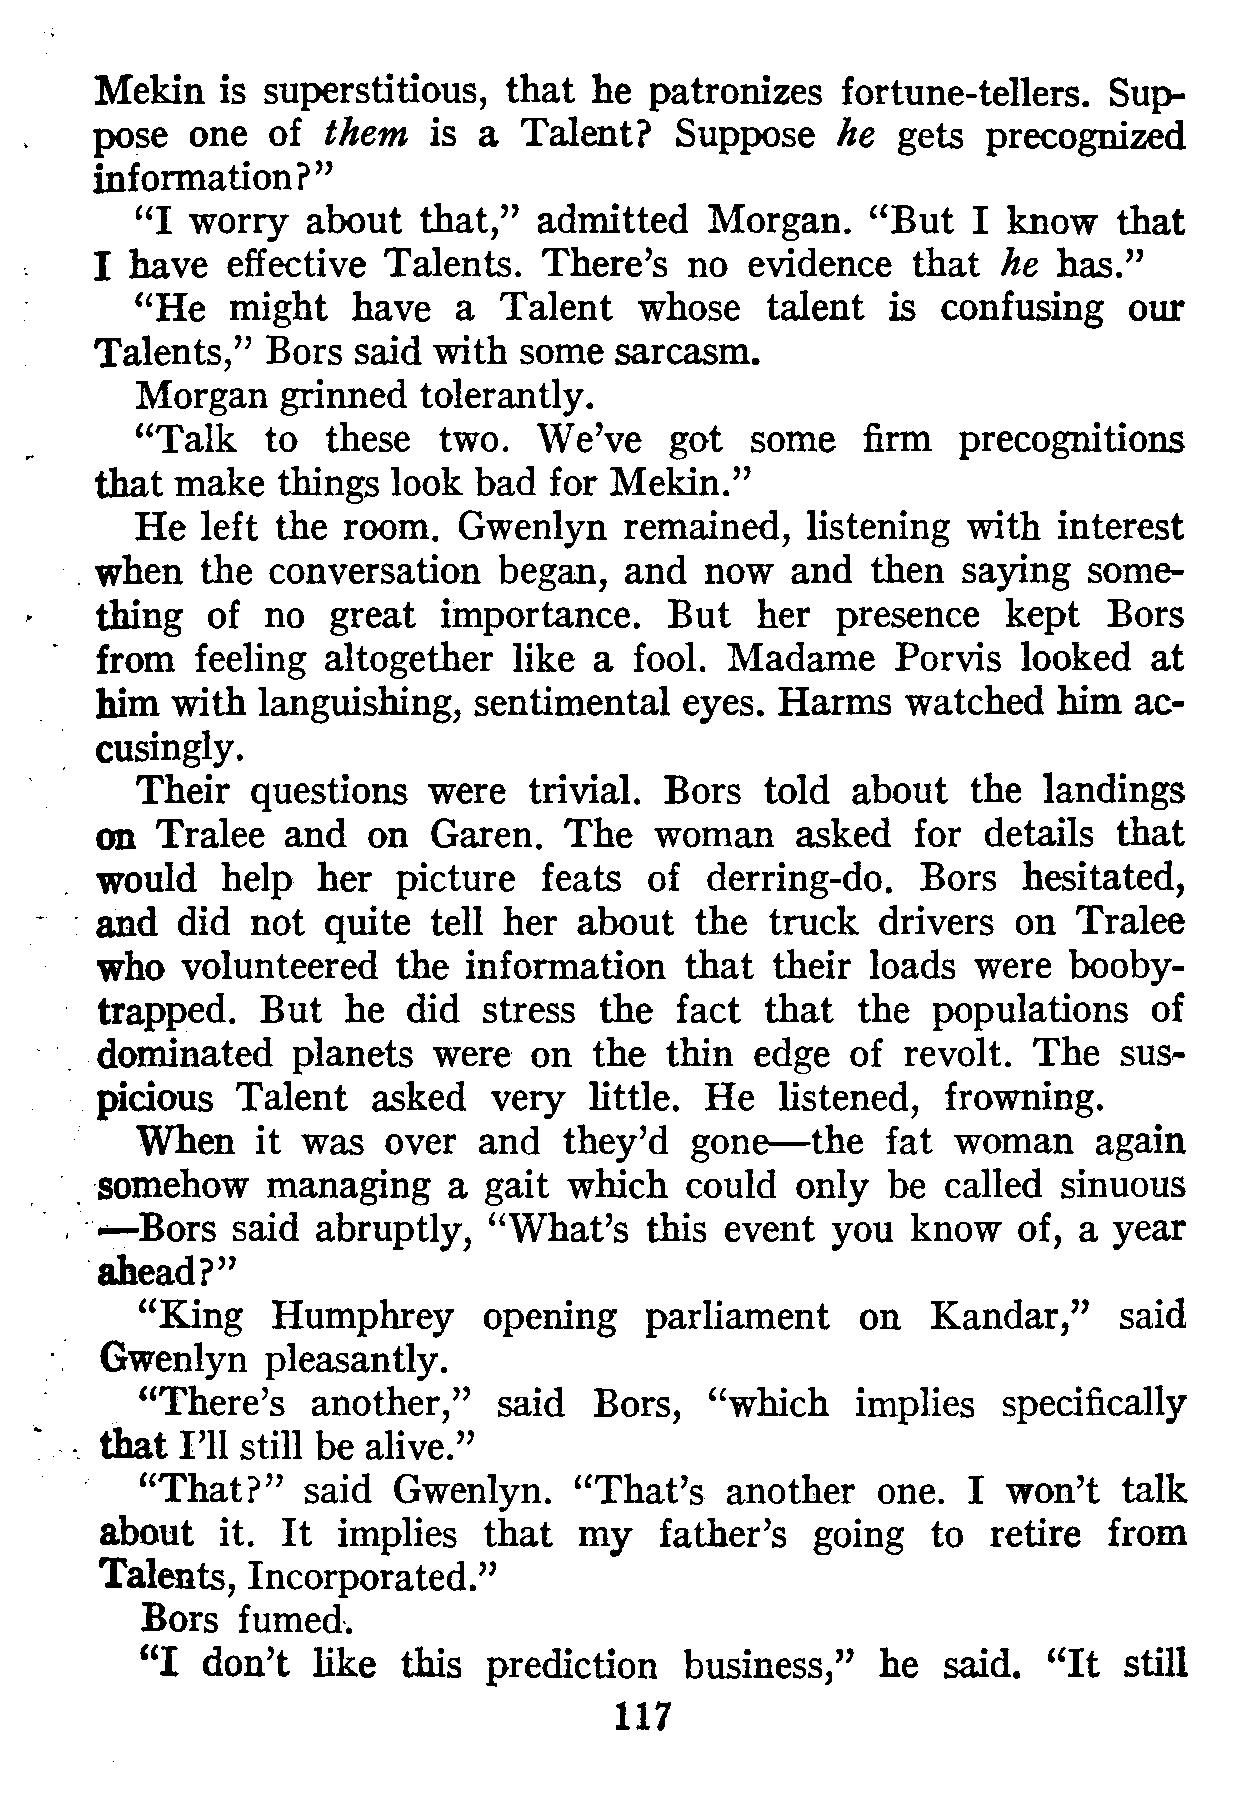 Mekin is superstitious, that he patronizes fortune-tellers. Sup-
pose one of them is a Talent? Suppose he gets precognized
information?”
“I worry about that,” admitted Morgan. “But I know that
I have effective Talents. There’s no evidence that he has.”
“He might have a Talent whose talent is confusing our
Talents,” Bors said with some sarcasm.
Morgan grinned tolerantly.
“Talk to these two. We’ve got some firm precognitions
that make things look bad for Mekin.”
He left the room. Gwenlyn remained, listening with interest
when the conversation began, and now and then saying some-
thing of no great importance. But her presence kept Bors
from feeling altogether like a fool. Madame Porvis looked at
him with languishing, sentimental eyes. Harms watched him ac-
cusingly.
Their questions were trivial. Bors told about the landings
on Tralee and on Garen. The woman asked for details that
would help her picture feats of derring-do. Bors hesitated,
and did not quite tell her about the truck drivers on Tralee
who volunteered the information that their loads were booby-
trapped. But he did stress the fact that the populations of
dominated planets were on the thin edge of revolt. The sus-
picious Talent asked very little. He listened, frowning.
When it was over and they’d gone—the fat woman again
somehow managing a gait which could only be called sinuous
—Bors said abruptly, “What’s this event you know of, a year
ahead?”
“King Humphrey opening parliament on Kandar,” said
Gwenlyn pleasantly.
“There’s another,” said Bors, “which implies specifically
that I’ll still be alive.”
“That?” said Gwenlyn. “That’s another one. I won’t talk
about it. It implies that my father’s going to retire from
Talents, Incorporated.”
Bors fumed.
“I don’t like this prediction business,” he said. “It still
117